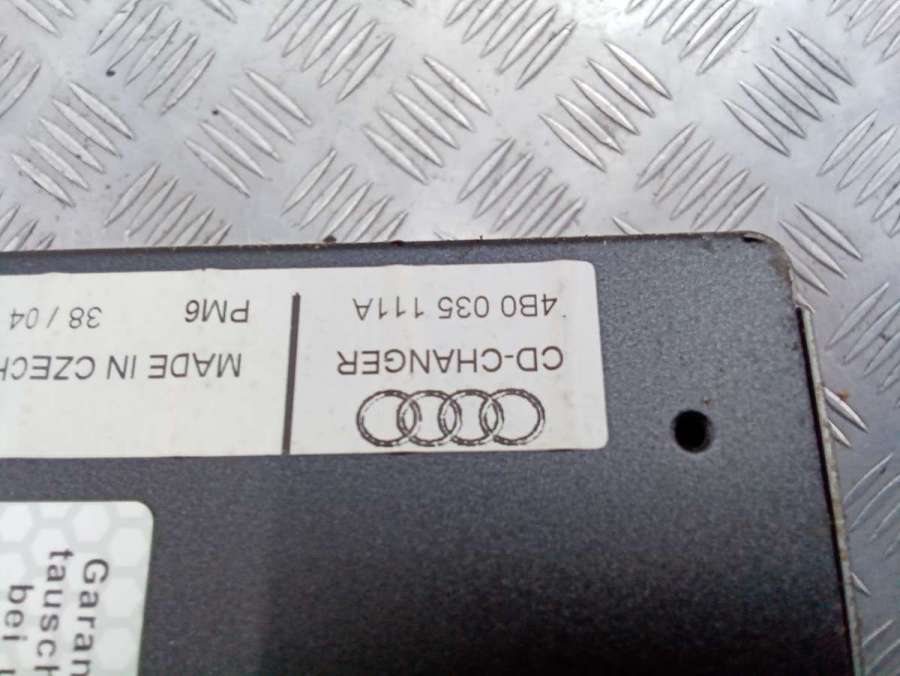 CD-CHANGER
4B0 035 111A
MADE IN CZECH
PM6 38 / 04
Garan
tausch
bei